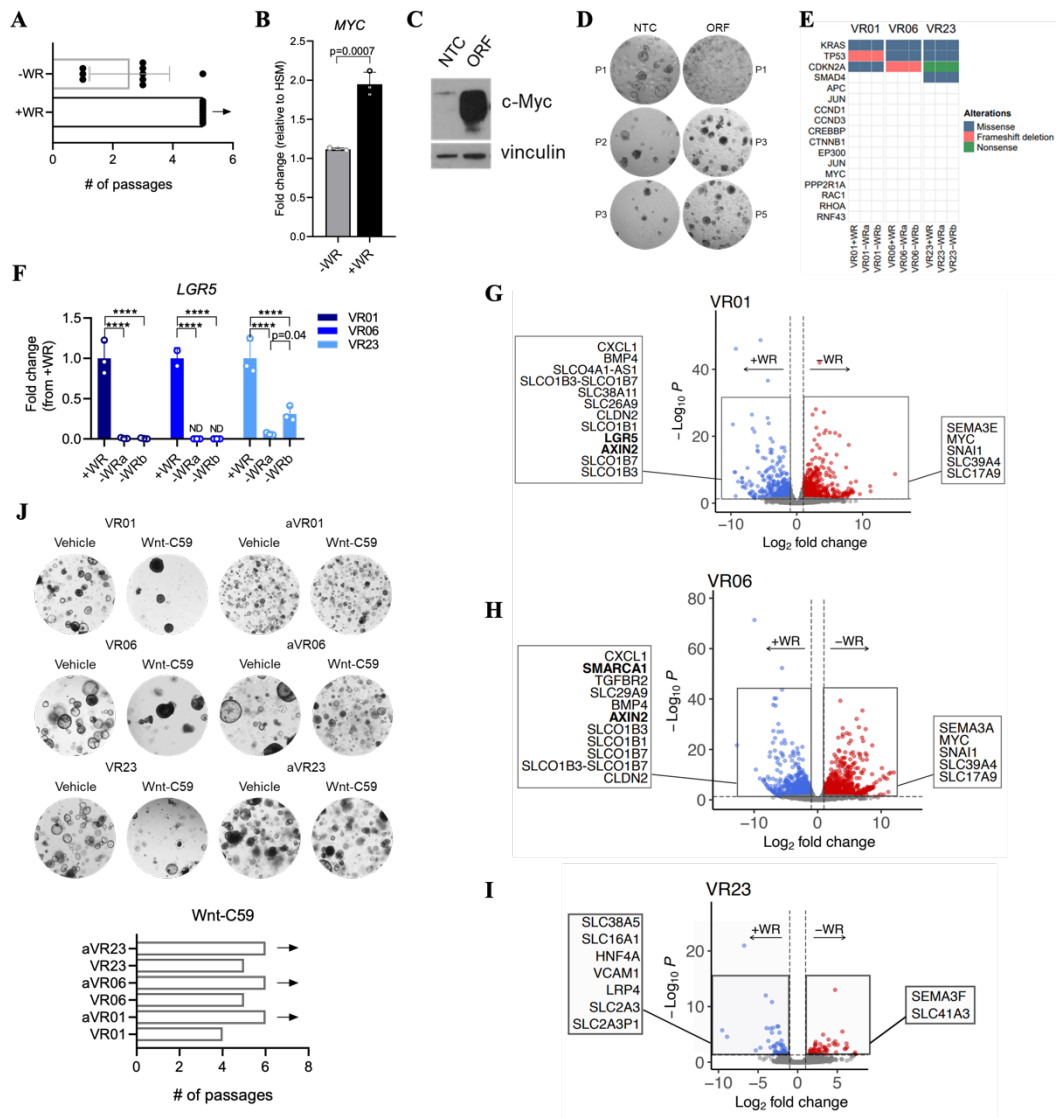 A
-WR
+WR
0
2
4
6
# of passages
B
MYC
p=0.0007
Fold change (relative to HSM)
2.5
2.0
1.5
1.0
0.5
0.0
-WR
+WR
C
NTC
ORF
c-Myc
vinculin
D
NTC
ORF
P1
P1
P2
P3
P3
P5
E
VR01
VR06
VR23
KRAS
TP53
CDKN2A
SMAD4
APC
JUN
CCND1
CCND3
CREBBP
CTNNB1
EP300
JUN
MYC
PPP2R1A
RAC1
RHOA
RNF43
Alterations
Missense
Frameshift deletion
Nonsense
VR01+WR
VR01-WRa
VR01-WRb
VR06+WR
VR06-WRa
VR06-WRb
VR23+WR
VR23-WRa
VR23-WRb
F
LGR5
Fold change
(from +WR)
1.5
1.0
0.5
0.0
****
****
****
****
****
****
p=0.04
ND
ND
VR01
VR06
VR23
+WR
-WRa
-WRb
+WR
-WRa
-WRb
+WR
-WRa
-WRb
G
VR01
CXCL1
BMP4
SLCO4A1-AS1
SLCO1B3-SLCO1B7
SLC38A11
SLC26A9
CLDN2
SLCO1B1
LGR5
AXIN2
SLCO1B7
SLCO1B3
+WR
−WR
− Log10 P
40
20
0
−10
0
10
Log2 fold change
SEMA3E
MYC
SNAI1
SLC39A4
SLC17A9
H
VR06
CXCL1
SMARCA1
TGFBR2
SLC29A9
BMP4
AXIN2
SLCO1B3
SLCO1B1
SLCO1B7
SLCO1B3-SLCO1B7
CLDN2
+WR
−WR
− Log10 P
80
60
40
20
0
−10
0
10
Log2 fold change
SEMA3A
MYC
SNAI1
SLC39A4
SLC17A9
I
VR23
SLC38A5
SLC16A1
HNF4A
VCAM1
LRP4
SLC2A3
SLC2A3P1
+WR
−WR
− Log10 P
20
10
0
−10
−5
0
5
Log2 fold change
SEMA3F
SLC41A3
J
VR01
aVR01
Vehicle
Wnt-C59
Vehicle
Wnt-C59
VR06
aVR06
Vehicle
Wnt-C59
Vehicle
Wnt-C59
VR23
aVR23
Vehicle
Wnt-C59
Vehicle
Wnt-C59
Wnt-C59
aVR23
VR23
aVR06
VR06
aVR01
VR01
0
2
4
6
8
# of passages